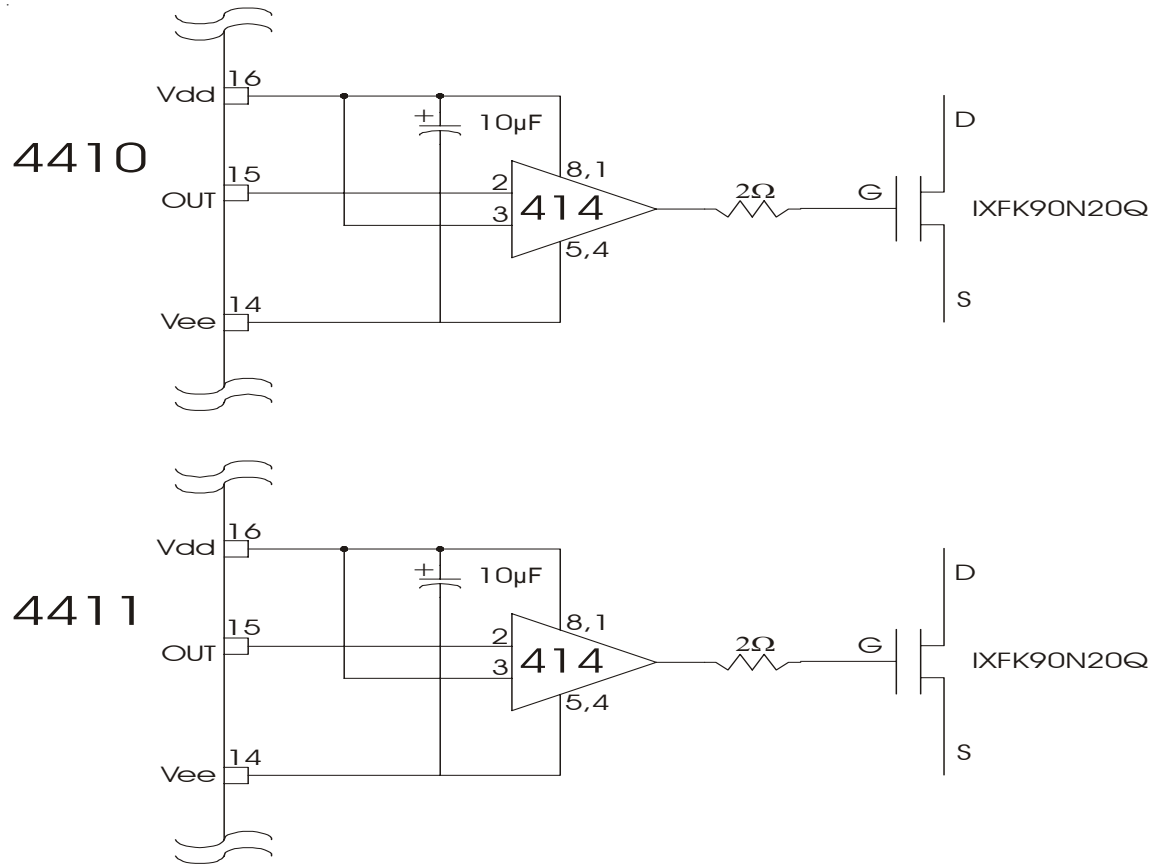 16
Vdd
+
10µF
4410
D
8,1
15
2
2Ω
G
OUT
3
414
IXFK90N20Q
5,4
14
S
Vee
16
Vdd
+
10µF
D
4411
8,1
15
2
2Ω
G
OUT
3
414
IXFK90N20Q
5,4
14
S
Vee